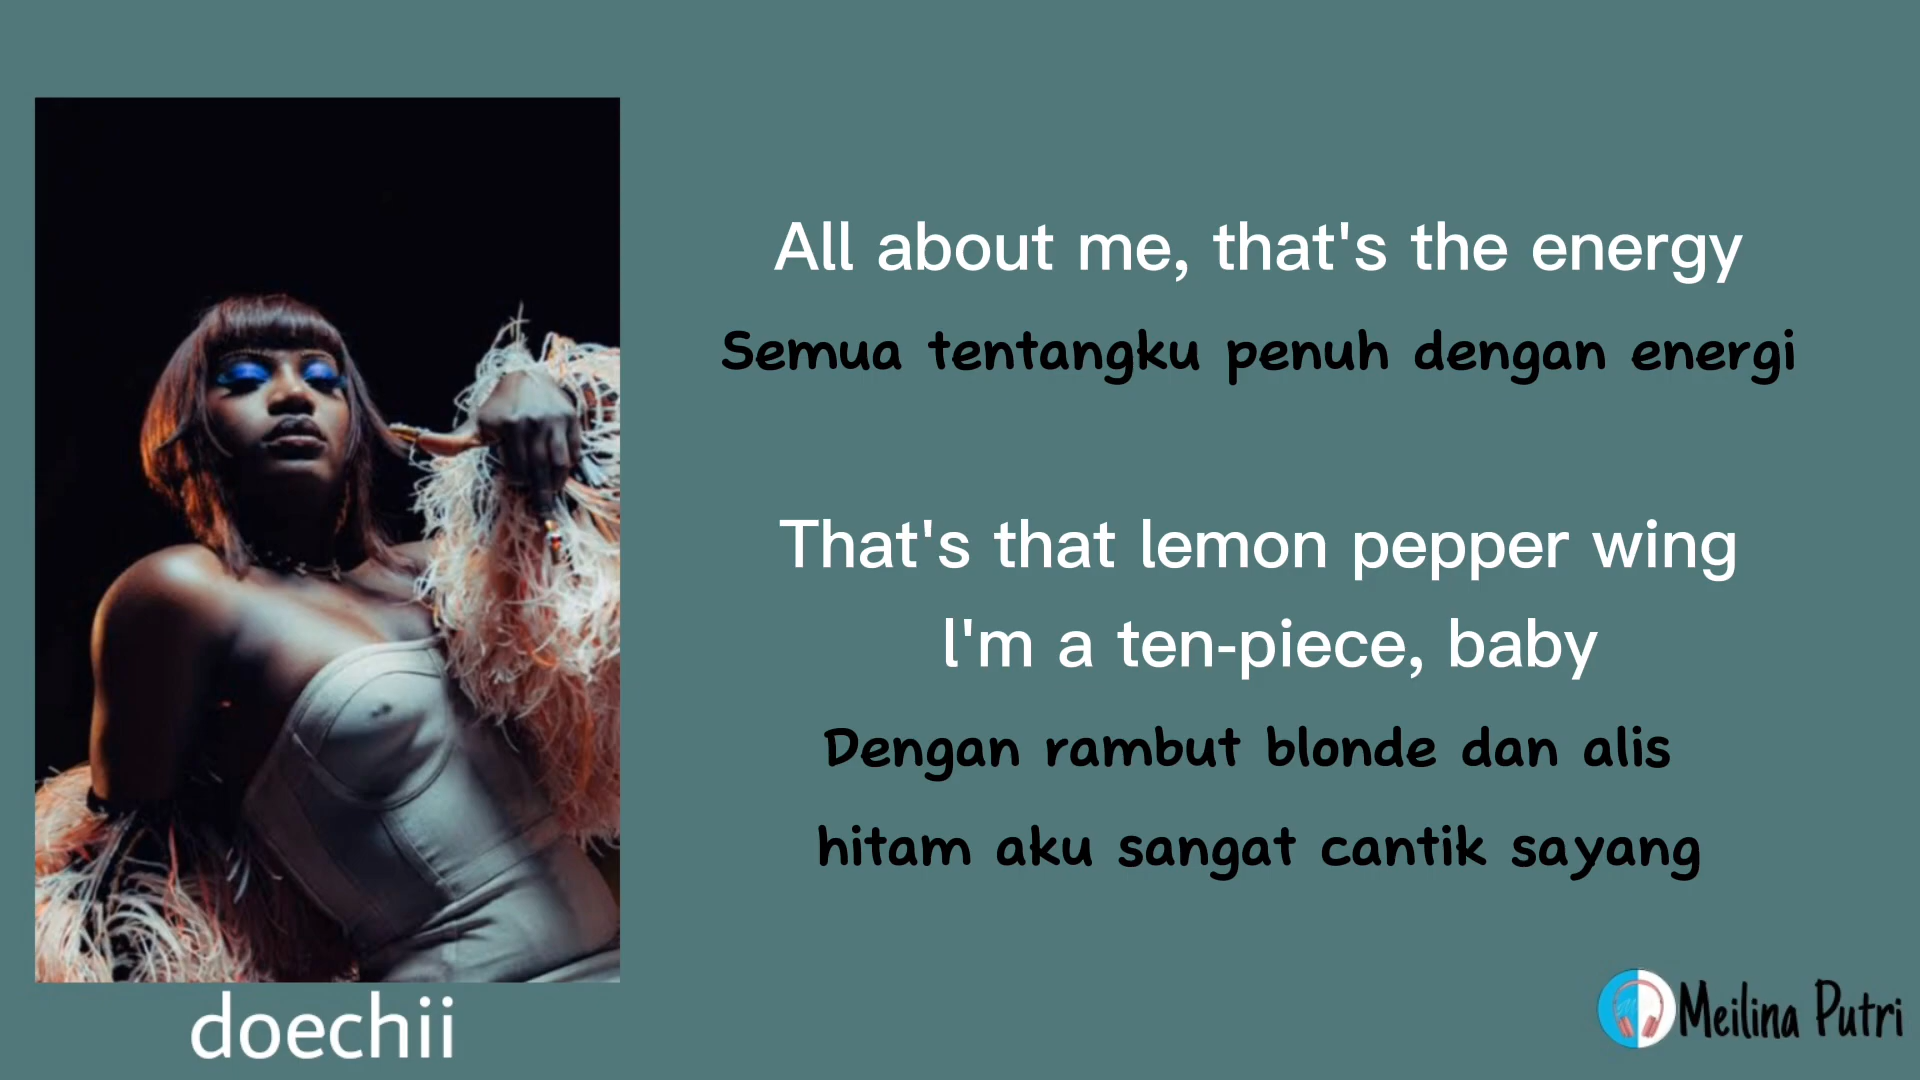 All about me, that's the energy
Semua tentangku penuh dengan energi
That's that lemon pepper wing
I'm a ten-piece, baby
Dengan rambut blonde dan alis
hitam aku sangat cantik sayang
doechii
Meilina Putri